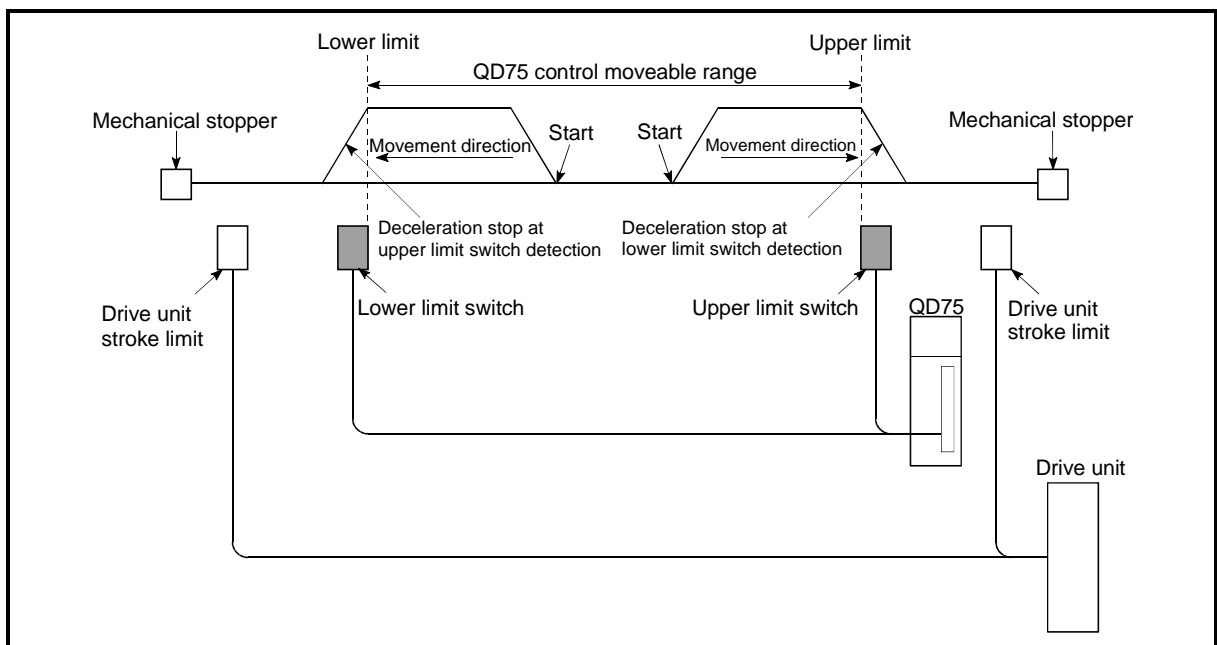 Lower limit
Upper limit
QD75 control moveable range
Mechanical stopper
Start
Start
Mechanical stopper
Movement direction
Movement direction
Deceleration stop at
upper limit switch detection
Deceleration stop at
lower limit switch detection
Lower limit switch
Upper limit switch
Drive unit
stroke limit
QD75
Drive unit
stroke limit
Drive unit